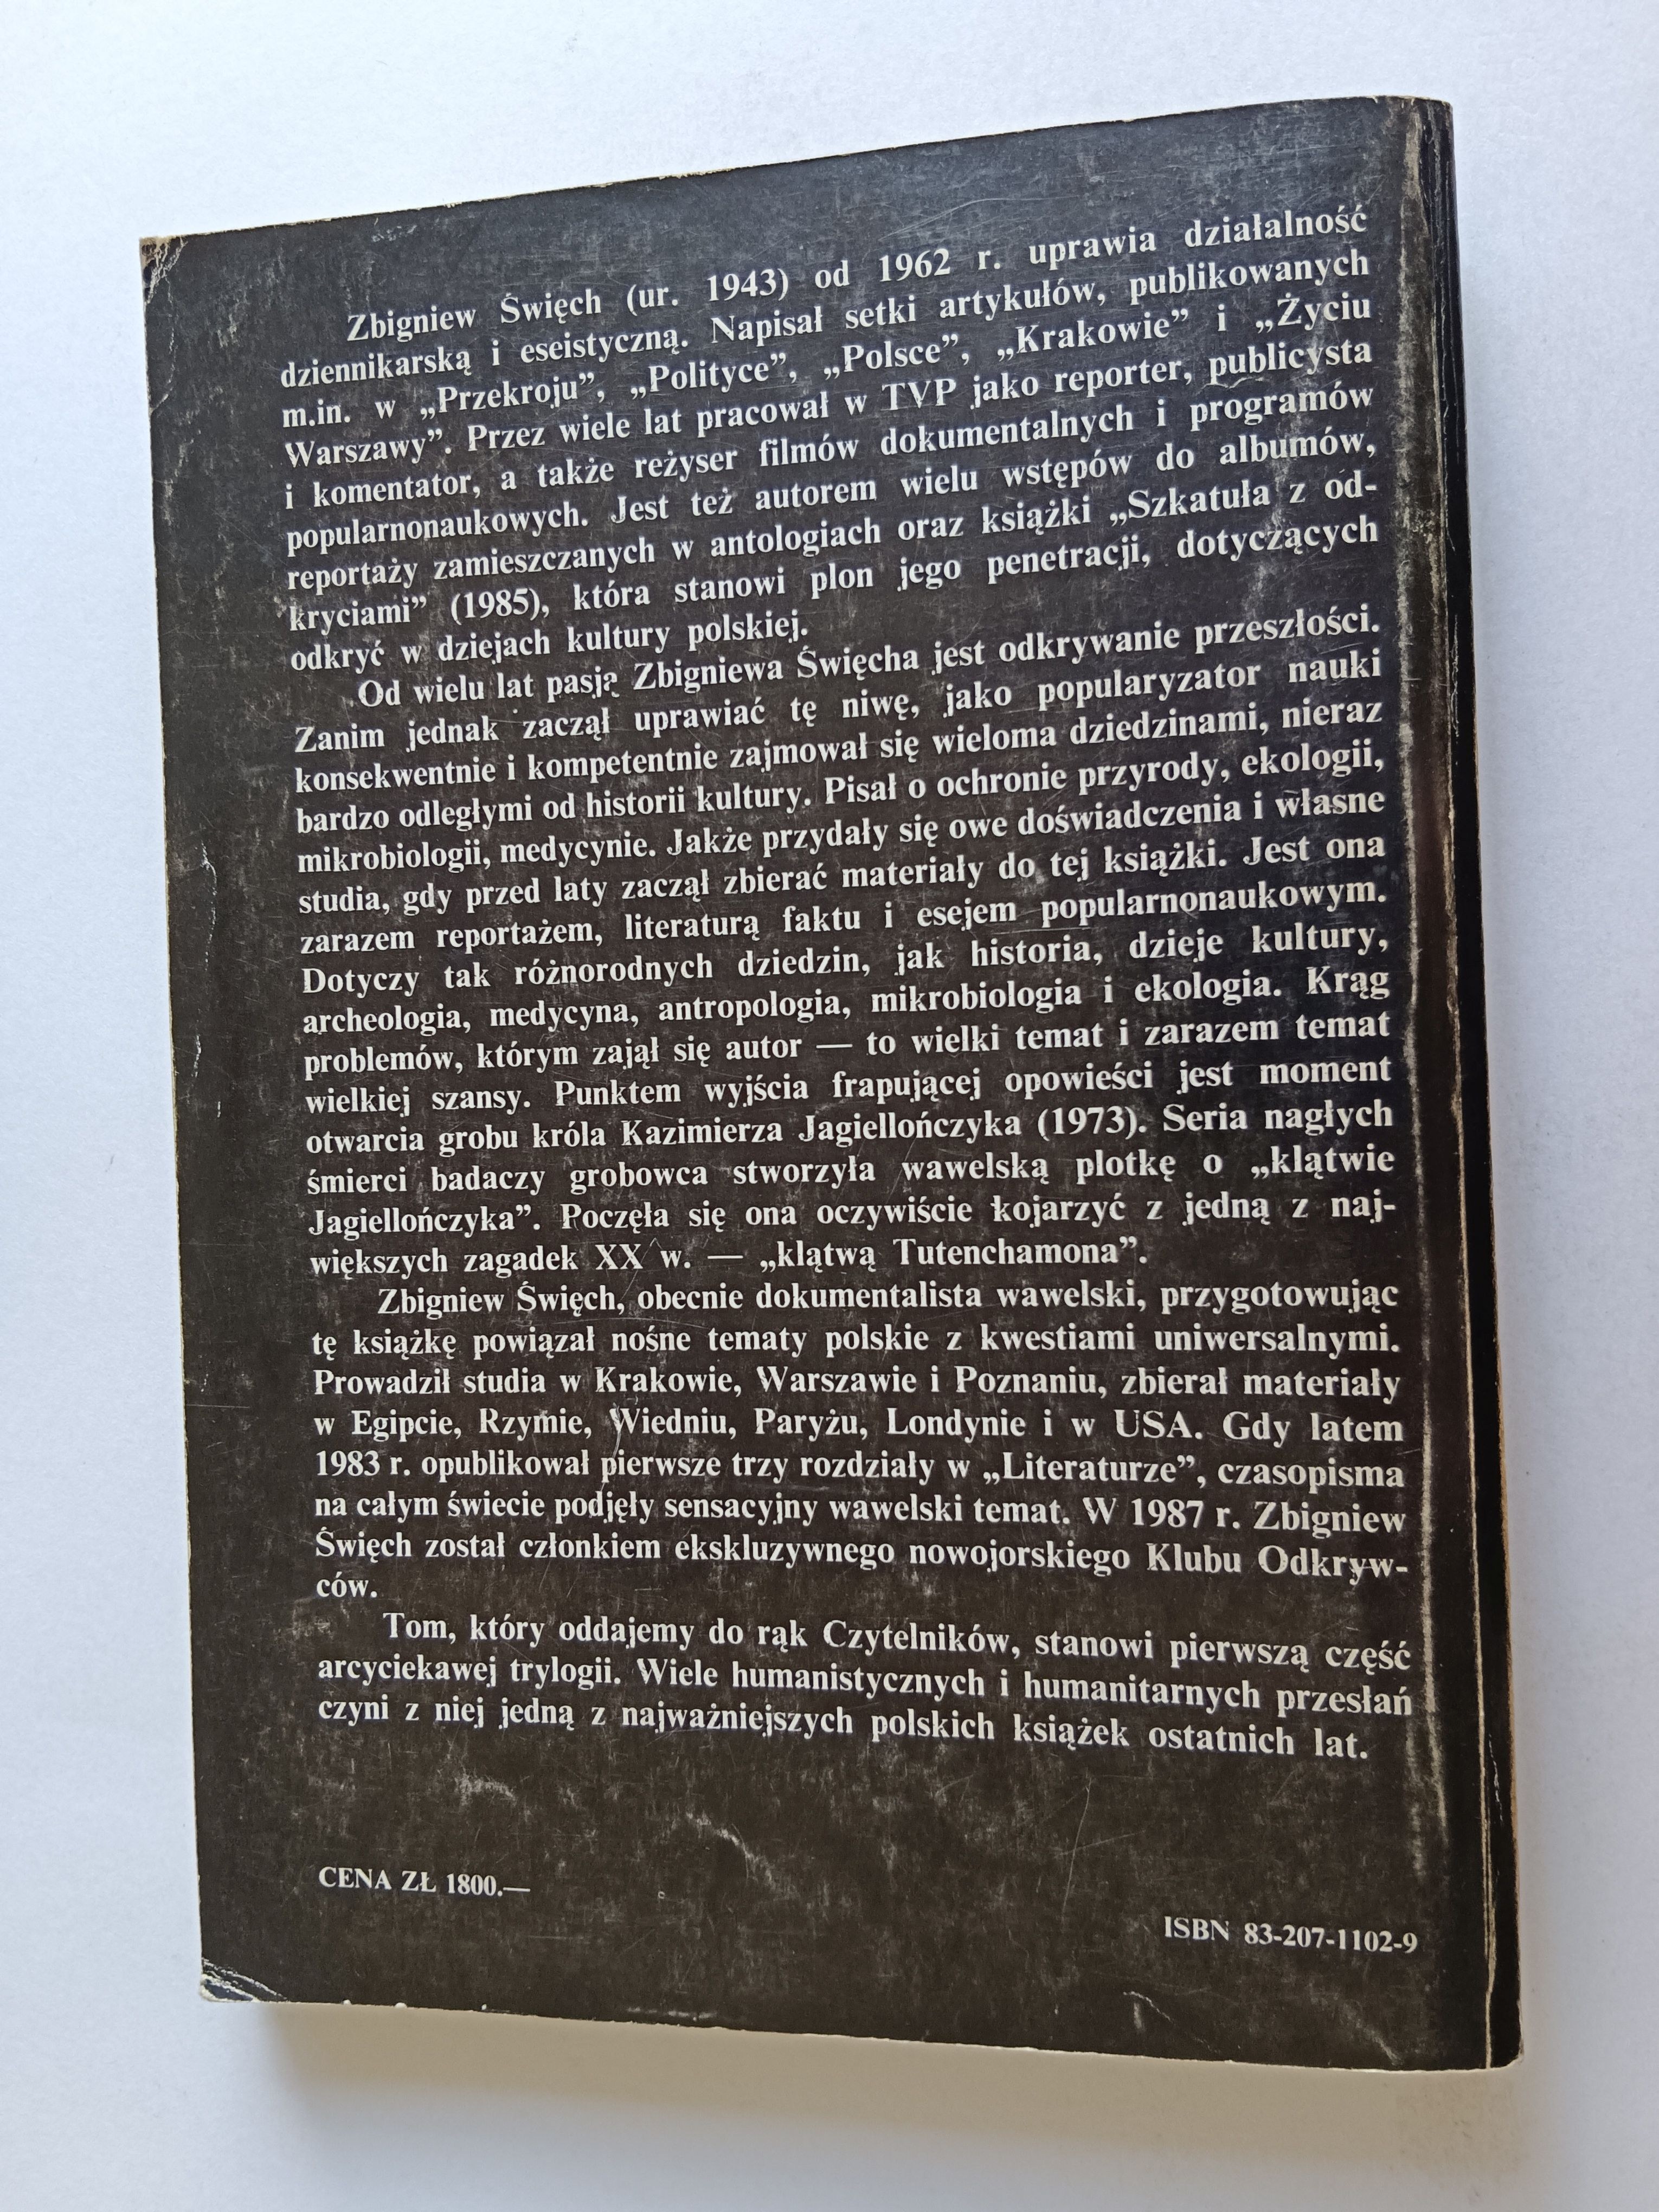 Zbigniew Święch (ur. 1943) od 1962 r. uprawia działalność
dziennikarską i eseistyczną. Napisał setki artykułów, publikowanych
m.in. w „Przekroju”, „Polityce”, „Polsce”, „Krakowie” i „Życiu
Warszawy”. Przez wiele lat pracował w TVP jako reporter, publicysta
i komentator, a także reżyser filmów dokumentalnych i programów
popularnonaukowych. Jest też autorem wielu wstępów do albumów,
reportaży zamieszczanych w antologiach oraz książki „Szkatuła z od-
kryciami” (1985), która stanowi plon jego penetracji, dotyczących
odkryć w dziejach kultury polskiej.
Od wielu lat pasją Zbigniewa Święcha jest odkrywanie przeszłości.
Zanim jednak zaczął uprawiać tę niwę, jako popularyzator nauki
konsekwentnie i kompetentnie zajmował się wieloma dziedzinami, nieraz
bardzo odległymi od historii kultury. Pisał o ochronie przyrody, ekologii,
mikrobiologii, medycynie. Jakże przydały się owe doświadczenia i własne
studia, gdy przed laty zaczął zbierać materiały do tej książki. Jest ona
zarazem reportażem, literaturą faktu i esejem popularnonaukowym.
Dotyczy tak różnorodnych dziedzin, jak historia, dzieje kultury,
archeologia, medycyna, antropologia, mikrobiologia i ekologia. Krąg
problemów, którym zajął się autor — to wielki temat i zarazem temat
wielkiej szansy. Punktem wyjścia frapującej opowieści jest moment
otwarcia grobu króla Kazimierza Jagiellończyka (1973). Seria nagłych
śmierci badaczy grobowca stworzyła wawelską plotkę o „klątwie
Jagiellończyka”. Poczęła się ona oczywiście kojarzyć z jedną z naj-
większych zagadek XX w. — „klątwą Tutenchamona”.
Zbigniew Święch, obecnie dokumentalista wawelski, przygotowując
tę książkę powiązał nośne tematy polskie z kwestiami uniwersalnymi.
Prowadził studia w Krakowie, Warszawie i Poznaniu, zbierał materiały
w Egipcie, Rzymie, Wiedniu, Paryżu, Londynie i w USA. Gdy latem
1983 r. opublikował pierwsze trzy rozdziały w „Literaturze”, czasopisma
na całym świecie podjęły sensacyjny wawelski temat. W 1987 r. Zbigniew
Święch został członkiem ekskluzywnego nowojorskiego Klubu Odkryw-
ców.
Tom, który oddajemy do rąk Czytelników, stanowi pierwszą część
arcyciekawej trylogii. Wiele humanistycznych i humanitarnych przesłań
czyni z niej jedną z najważniejszych polskich książek ostatnich lat.
CENA ZŁ 1800.—
ISBN 83-207-1102-9